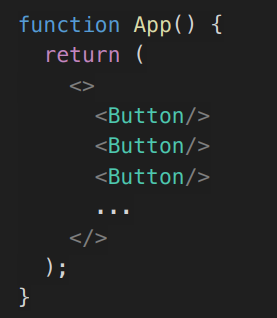 function App() {
  return (
    <>
      <Button/>
      <Button/>
      <Button/>
      ...
    </>
  );
}